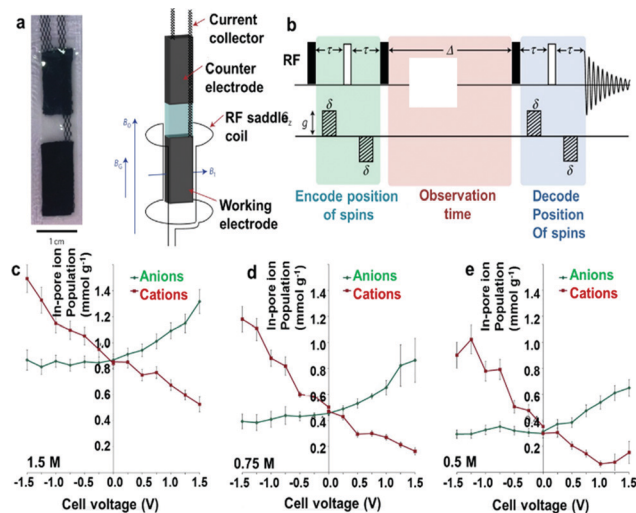 a
Current
collector
Counter
electrode
RF saddle
coil
Working
electrode
B₀
B_G
B₁
1 cm
b
RF
τ
τ
Δ
τ
τ
g
z
δ
δ
δ
δ
Encode position
of spins
Observation
time
Decode
Position
Of spins
c
In-pore ion
Population
(mmol g⁻¹)
Anions
Cations
1.4
1.2
1.0
0.8
0.6
0.4
0.2
1.5 M
-1.5 -1.0 -0.5 0.0 0.5 1.0 1.5
Cell voltage (V)
d
In-pore ion
Population
(mmol g⁻¹)
Anions
Cations
1.4
1.2
1.0
0.8
0.6
0.4
0.2
0.75 M
-1.5 -1.0 -0.5 0.0 0.5 1.0 1.5
Cell voltage (V)
e
In-pore ion
Population
(mmol g⁻¹)
Anions
Cations
1.4
1.2
1.0
0.8
0.6
0.4
0.2
0.5 M
-1.5 -1.0 -0.5 0.0 0.5 1.0 1.5
Cell voltage (V)